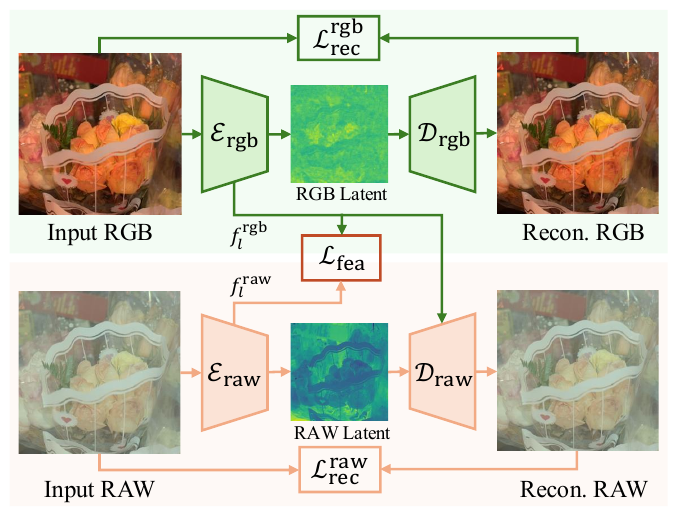 ℒ_rec^rgb
ℰ_rgb
𝒟_rgb
RGB Latent
Input RGB
Recon. RGB
f_l^rgb
ℒ_fea
f_l^raw
ℰ_raw
𝒟_raw
RAW Latent
ℒ_rec^raw
Input RAW
Recon. RAW